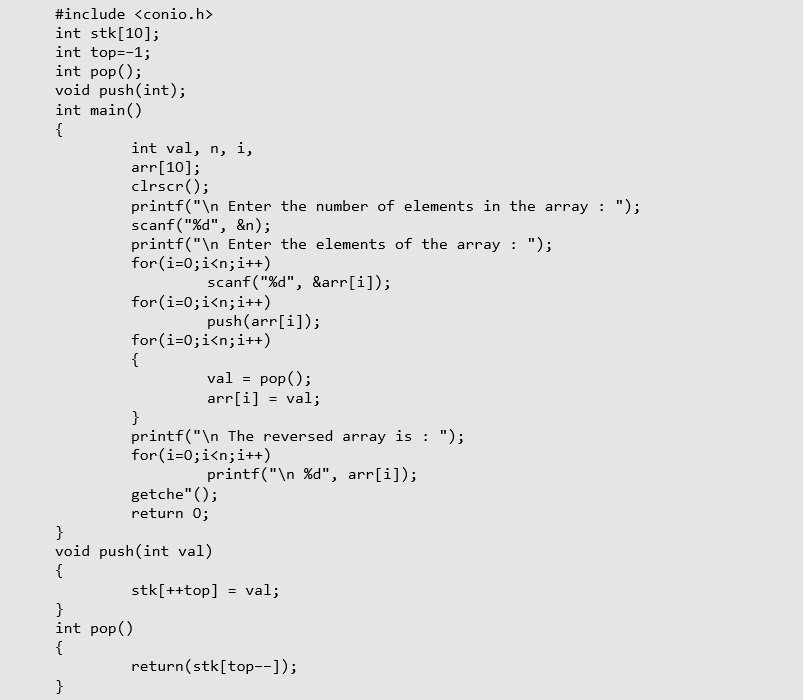 #include <conio.h>
int stk[10];
int top=–1;
int pop();
void push(int);
int main()
{
int val, n, i,
arr[10];
clrscr();
printf("\n Enter the number of elements in the array : ");
scanf("%d", &n);
printf("\n Enter the elements of the array : ");
for(i=0;i<n;i++)
scanf("%d", &arr[i]);
for(i=0;i<n;i++)
push(arr[i]);
for(i=0;i<n;i++)
{
val = pop();
arr[i] = val;
}
printf("\n The reversed array is : ");
for(i=0;i<n;i++)
printf("\n %d", arr[i]);
getche"();
return 0;
}
void push(int val)
{
stk[++top] = val;
}
int pop()
{
return(stk[top––]);
}